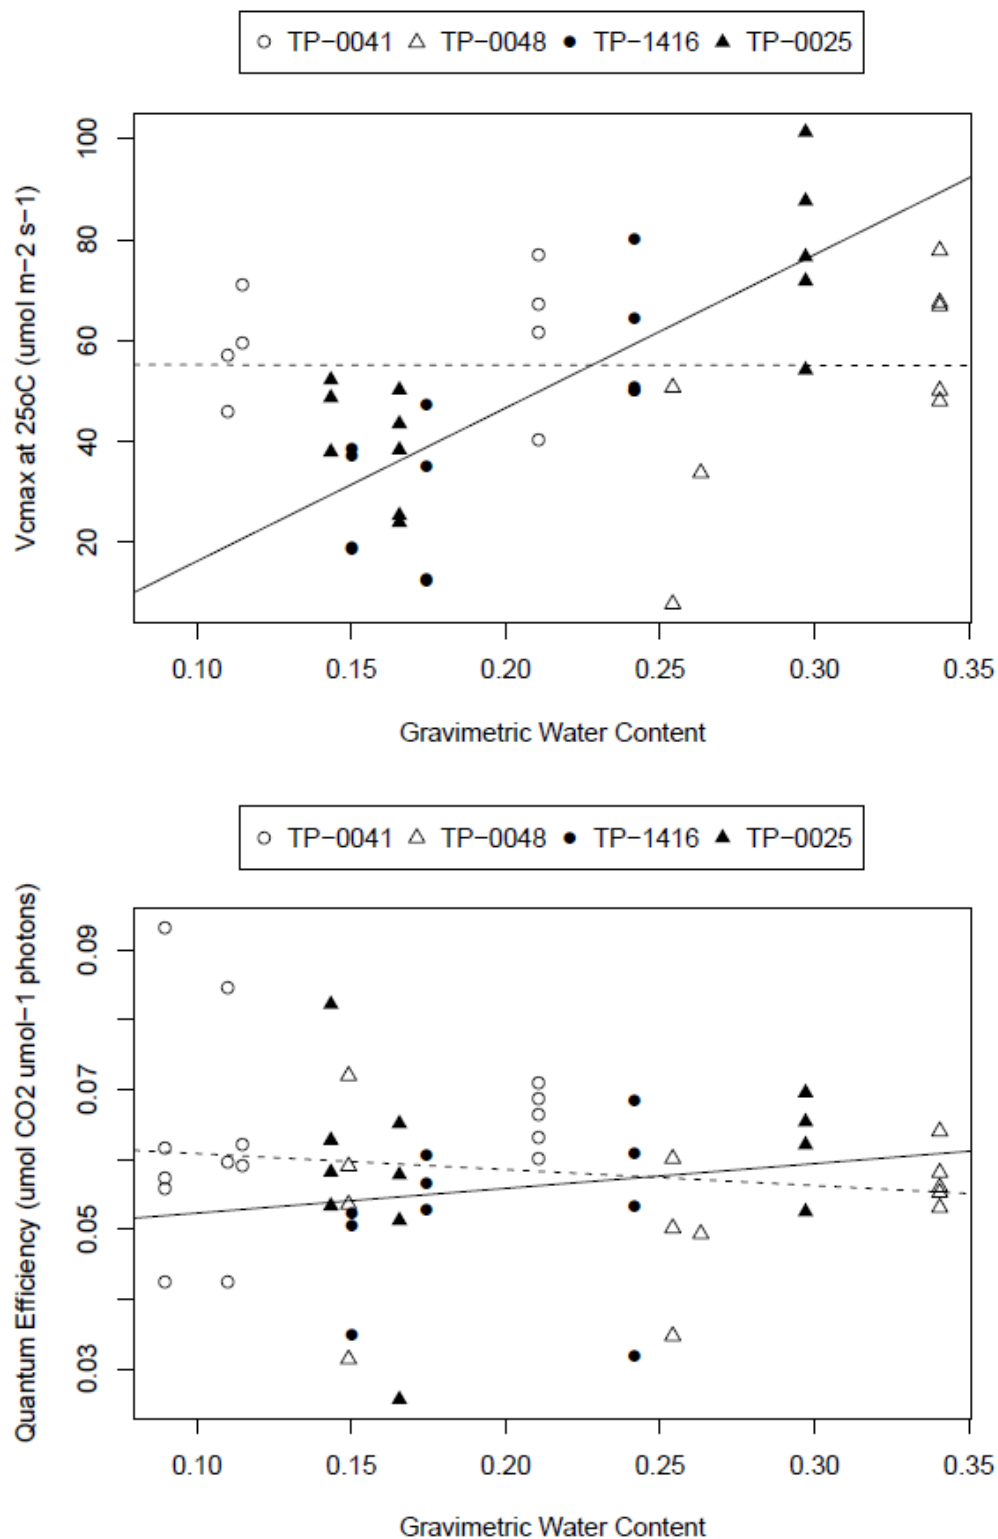 TP−0041 TP−0048 TP−1416 TP−0025
100
80
60
40
20
Vcmax at 25oC (umol m−2 s−1)
0.10 0.15 0.20 0.25 0.30 0.35
Gravimetric Water Content
TP−0041 TP−0048 TP−1416 TP−0025
0.09
0.07
0.05
0.03
Quantum Efficiency (umol CO2 umol−1 photons)
0.10 0.15 0.20 0.25 0.30 0.35
Gravimetric Water Content